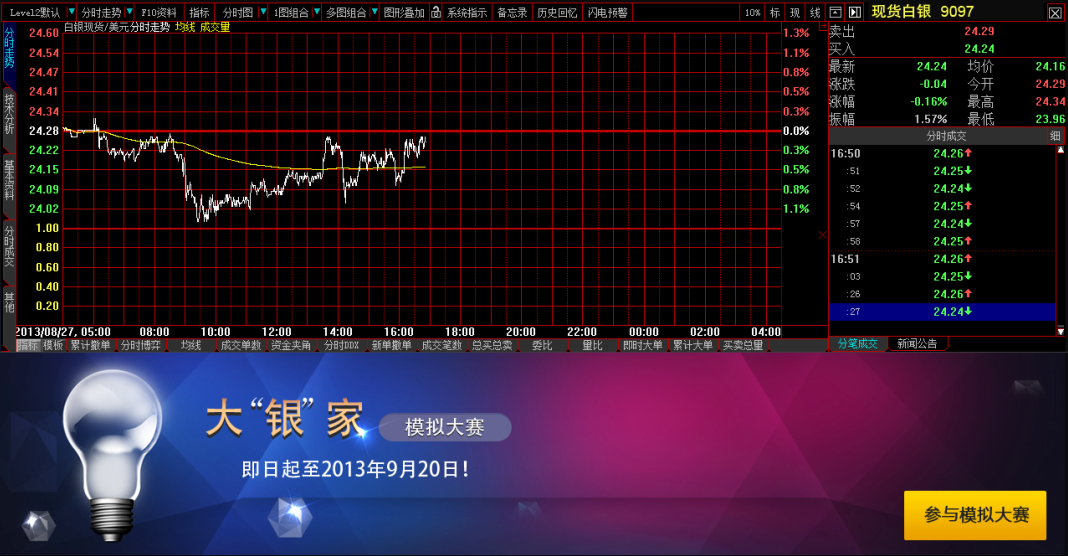 Level2默认 分时走势 F10资料 指标 分时图 1图组合 多图组合 图形叠加 系统指示 备忘录 历史回忆 闪电预警 10% 标 现 线 现货白银 9097
白银现货/美元分时走势 均线 成交量
分时走势
技术分析
基本资料
分时成交
其他
24.60 1.3%
24.54 1.1%
24.47 0.8%
24.41 0.5%
24.34 0.3%
24.28 0.0%
24.22 0.3%
24.15 0.5%
24.09 0.8%
24.02 1.1%
1.00
0.80
0.60
0.40
0.20
2013/08/27, 05:00 08:00 10:00 12:00 14:00 16:00 18:00 20:00 22:00 00:00 02:00 04:00
指标 模板 累计撤单 分时博弈 均线 成交单数 资金夹角 分时DDX 新单撤单 成交笔数 总买总卖 委比 量比 即时大单 累计大单 买卖总量
卖出 24.29
买入 24.24
最新 24.24 均价 24.16
涨跌 -0.04 今开 24.29
涨幅 -0.16% 最高 24.34
振幅 1.57% 最低 23.96
分时成交 细
16:50 24.26↑
:51 24.25↓
:52 24.24↓
:54 24.25↑
:57 24.24↓
:58 24.25↑
16:51 24.26↑
:03 24.25↓
:26 24.26↑
:27 24.24↓
分笔成交 新闻公告
大“银”家 模拟大赛
即日起至2013年9月20日!
参与模拟大赛